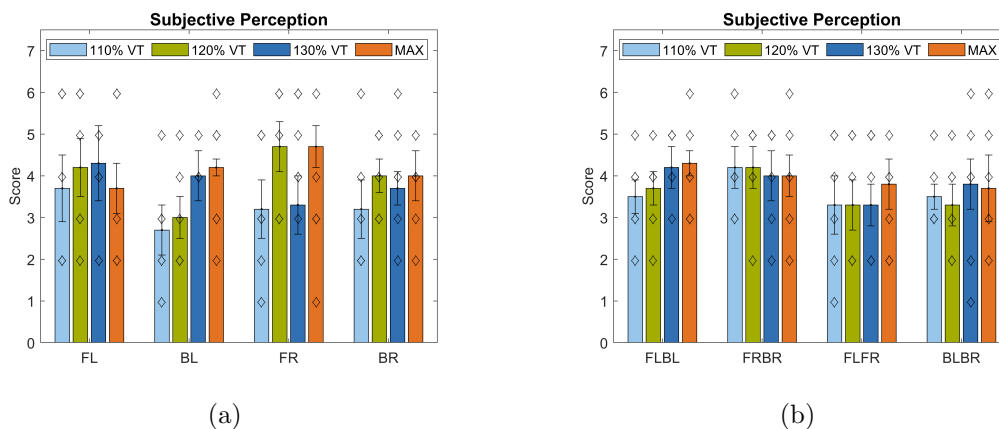 Subjective Perception
110% VT 120% VT 130% VT MAX
Score
7
6
5
4
3
2
1
0
FL BL FR BR
(a)
Subjective Perception
110% VT 120% VT 130% VT MAX
Score
7
6
5
4
3
2
1
0
FLBL FRBR FLFR BLBR
(b)